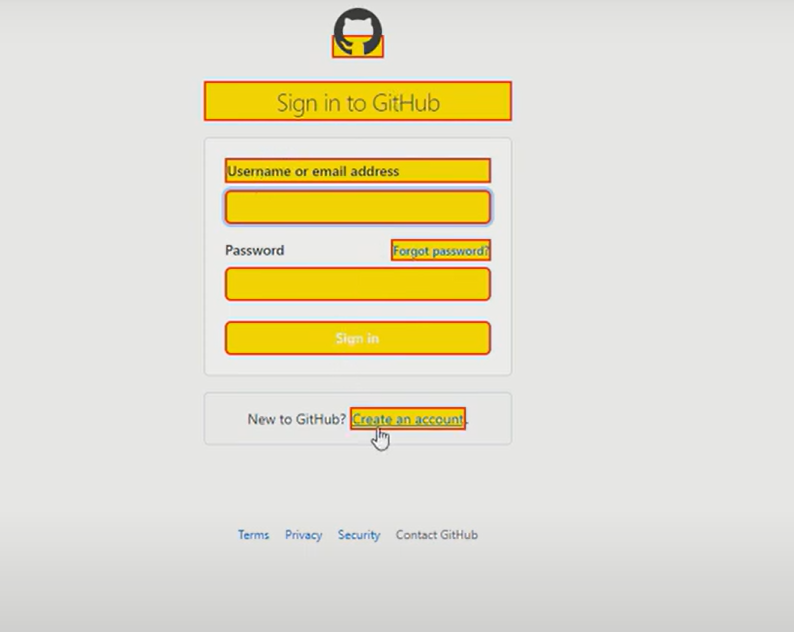 Sign in to GitHub
Username or email address
Password Forgot password?
Sign in
New to GitHub? Create an account.
Terms Privacy Security Contact GitHub